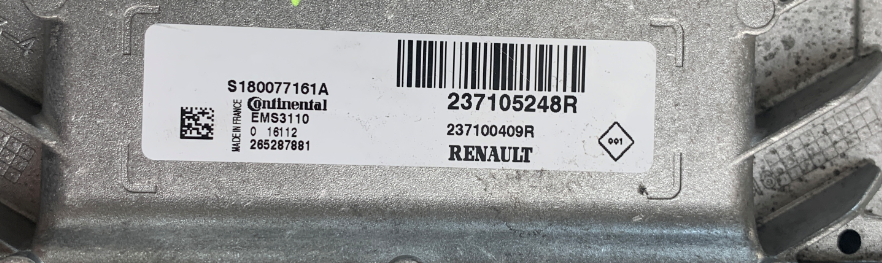 S180077161A
Continental
EMS3110
0 16112
265287881
MADE IN FRANCE
237105248R
237100409R
RENAULT
001